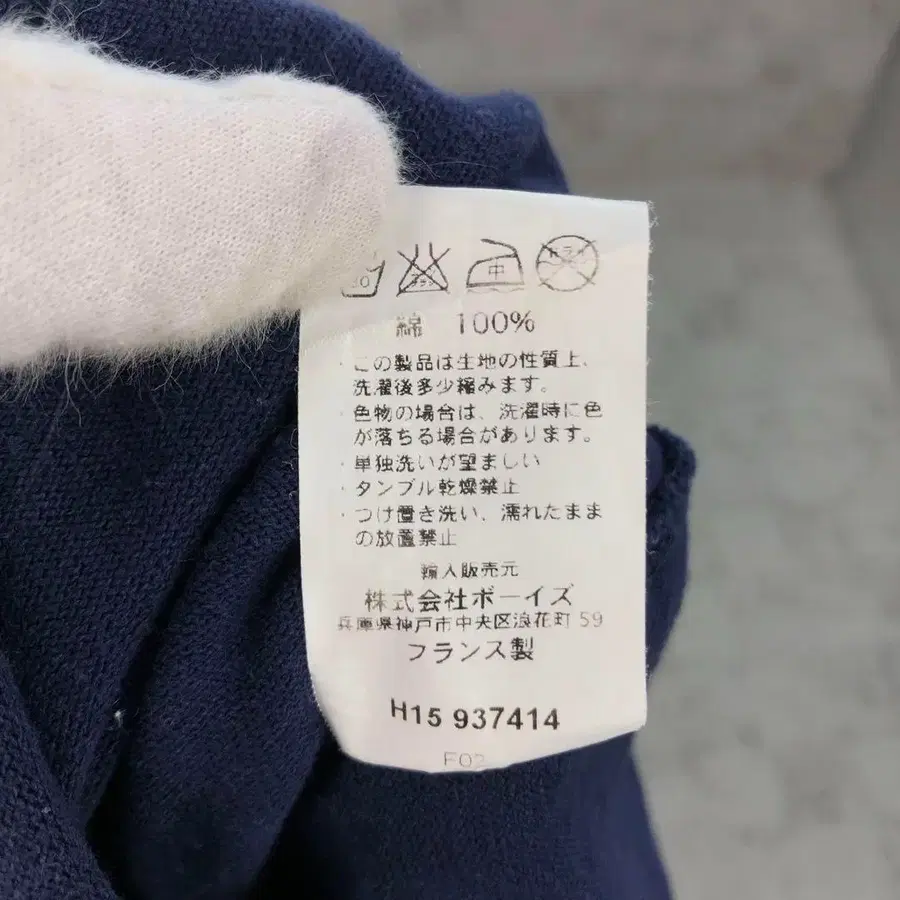 中
ドライ
綿 100%
・この製品は生地の性質上、
洗濯後多少縮みます。
・色物の場合は、洗濯時に色
が落ちる場合があります。
・単独洗いが望ましい
・タンブル乾燥禁止
・つけ置き洗い、濡れたまま
の放置禁止
輸入販売元
株式会社ボーイズ
兵庫県神戸市中央区浪花町 59
フランス製
H15 937414
F02